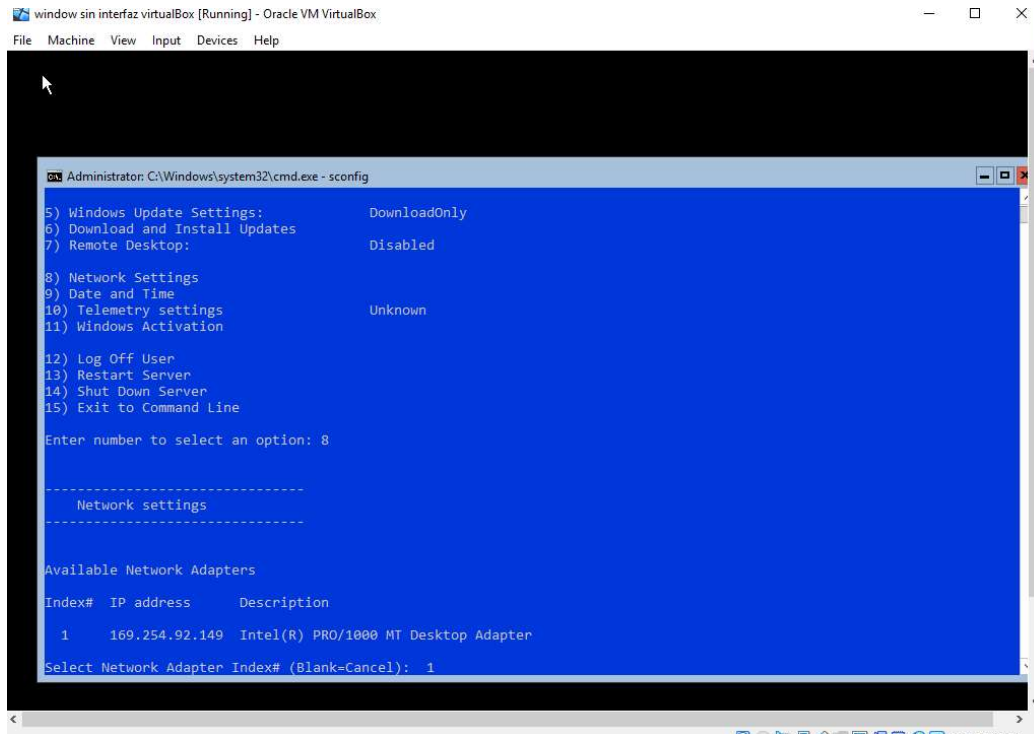 window sin interfaz virtualBox [Running] - Oracle VM VirtualBox
File Machine View Input Devices Help
Administrator: C:\Windows\system32\cmd.exe - sconfig
5) Windows Update Settings: DownloadOnly
6) Download and Install Updates
7) Remote Desktop: Disabled
8) Network Settings
9) Date and Time
10) Telemetry settings Unknown
11) Windows Activation
12) Log Off User
13) Restart Server
14) Shut Down Server
15) Exit to Command Line
Enter number to select an option: 8
--------------------------------
Network settings
--------------------------------
Available Network Adapters
Index# IP address Description
1 169.254.92.149 Intel(R) PRO/1000 MT Desktop Adapter
Select Network Adapter Index# (Blank=Cancel): 1